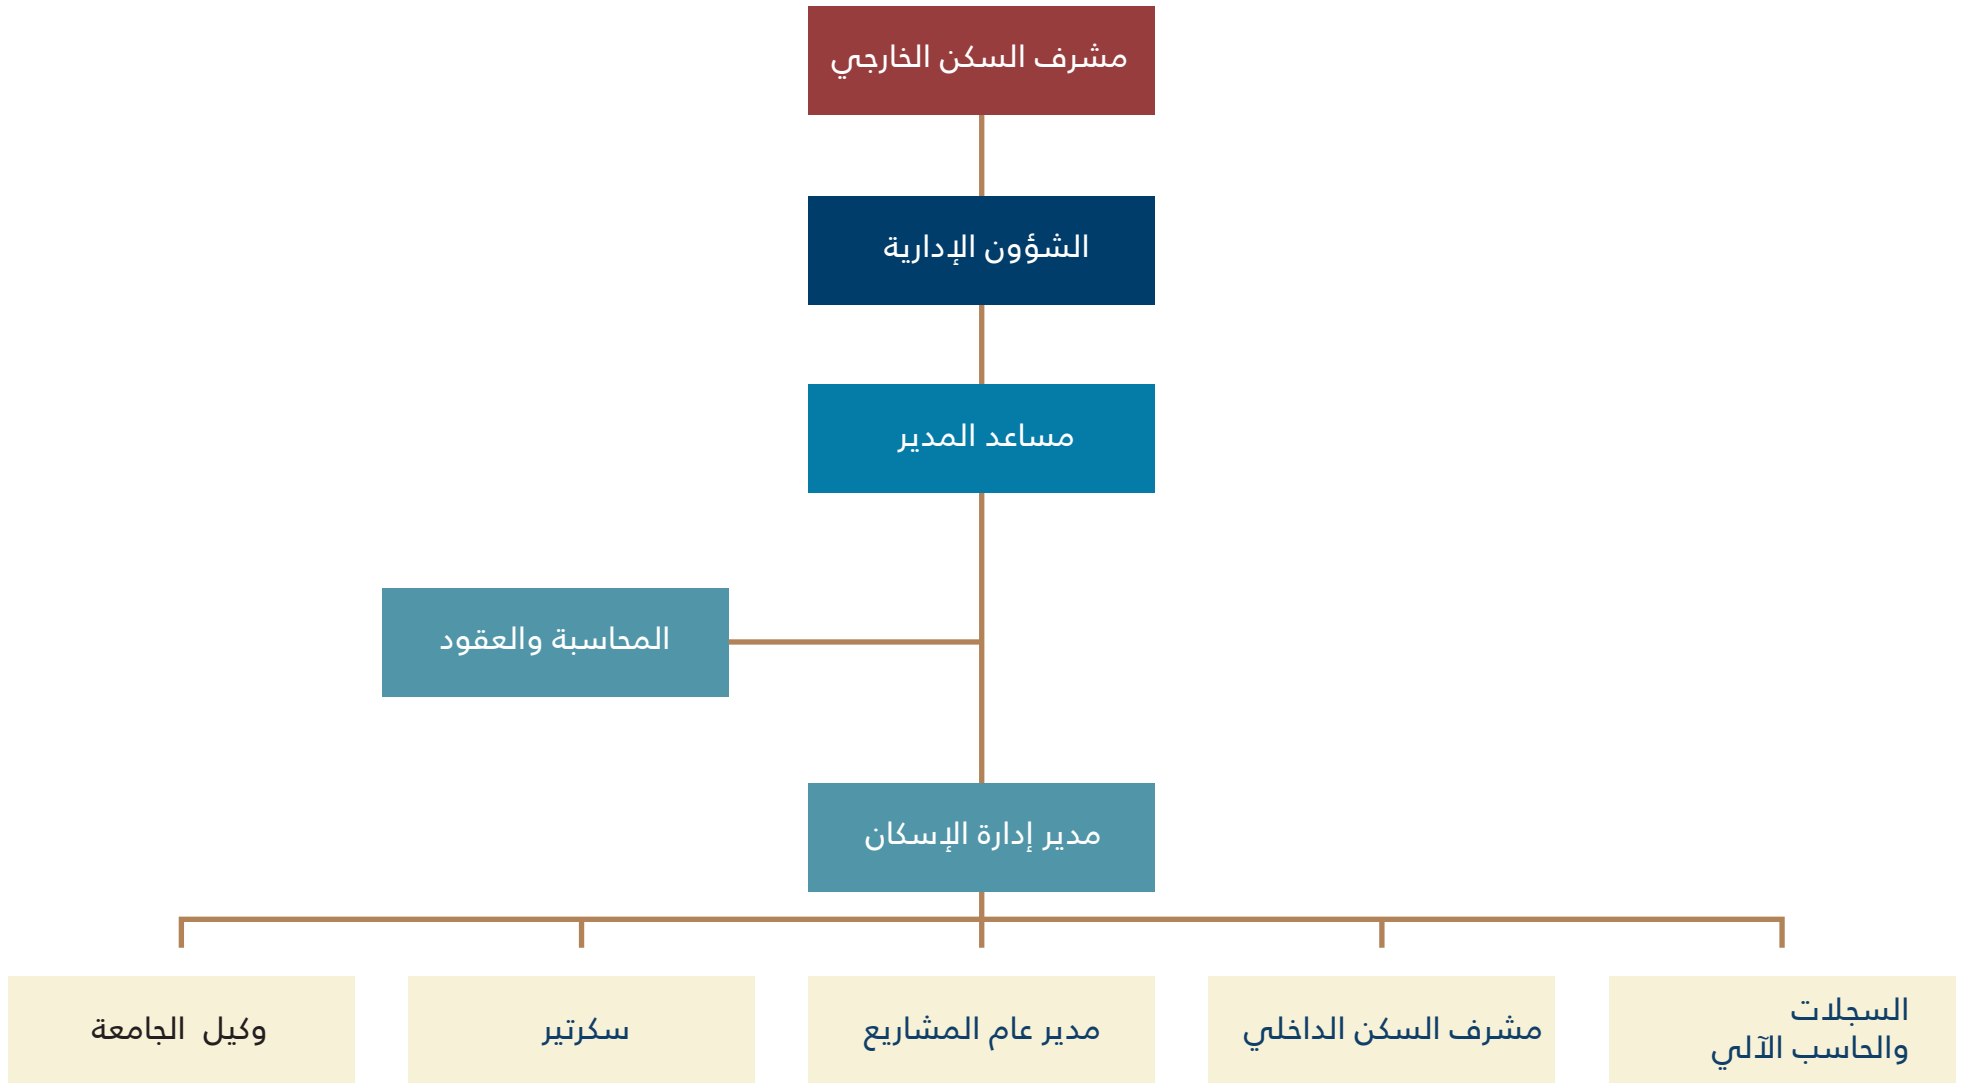 مشرف السكن الخارجي
الشؤون الإدارية
مساعد المدير
المحاسبة والعقود
مدير إدارة الإسكان
السجلات
والحاسب الآلي
مشرف السكن الداخلي
مدير عام المشاريع
سكرتير
وكيل الجامعة